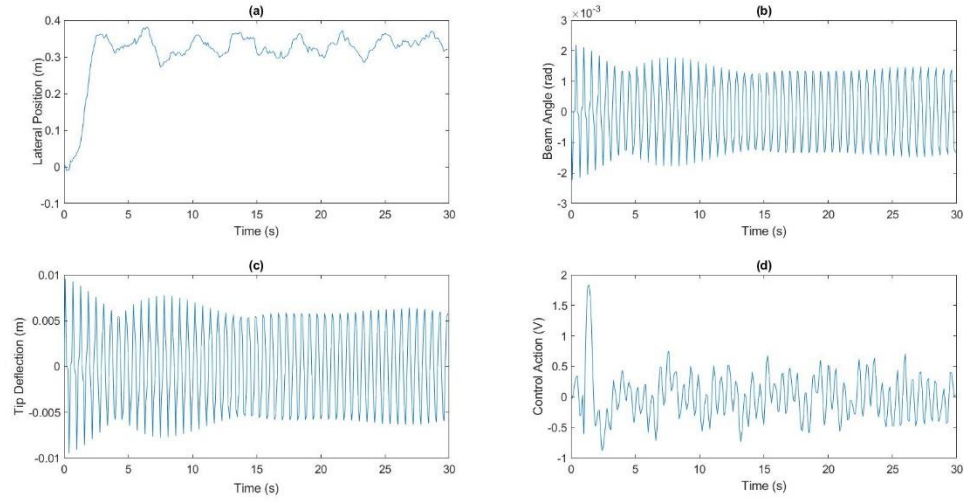 (a)
0.4
0.3
0.2
0.1
0
-0.1
0 5 10 15 20 25 30
Lateral Position (m)
Time (s)
(b)
×10⁻³
3
2
1
0
-1
-2
-3
0 5 10 15 20 25 30
Beam Angle (rad)
Time (s)
(c)
0.01
0.005
0
-0.005
-0.01
0 5 10 15 20 25 30
Tip Deflection (m)
Time (s)
(d)
2
1.5
1
0.5
0
-0.5
-1
0 5 10 15 20 25 30
Control Action (V)
Time (s)